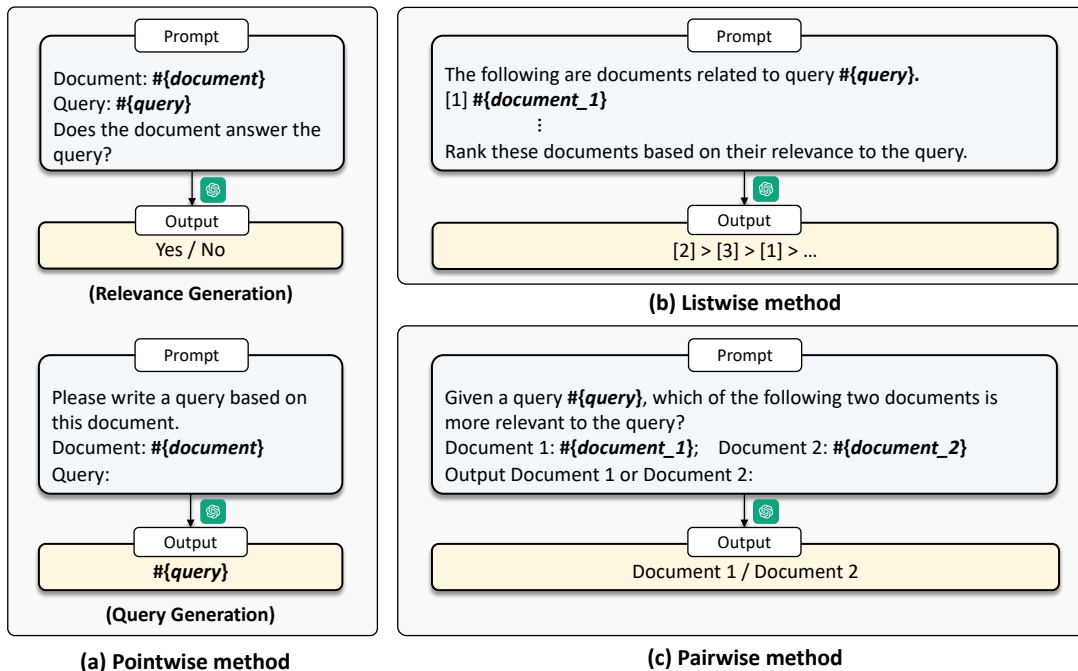 Prompt
Document: #{document}
Query: #{query}
Does the document answer the
query?
Output
Yes / No
(Relevance Generation)
Prompt
Please write a query based on
this document.
Document: #{document}
Query:
Output
#{query}
(Query Generation)
(a) Pointwise method
Prompt
The following are documents related to query #{query}.
[1] #{document_1}
⋮
Rank these documents based on their relevance to the query.
Output
[2] > [3] > [1] > ...
(b) Listwise method
Prompt
Given a query #{query}, which of the following two documents is
more relevant to the query?
Document 1: #{document_1}; Document 2: #{document_2}
Output Document 1 or Document 2:
Output
Document 1 / Document 2
(c) Pairwise method